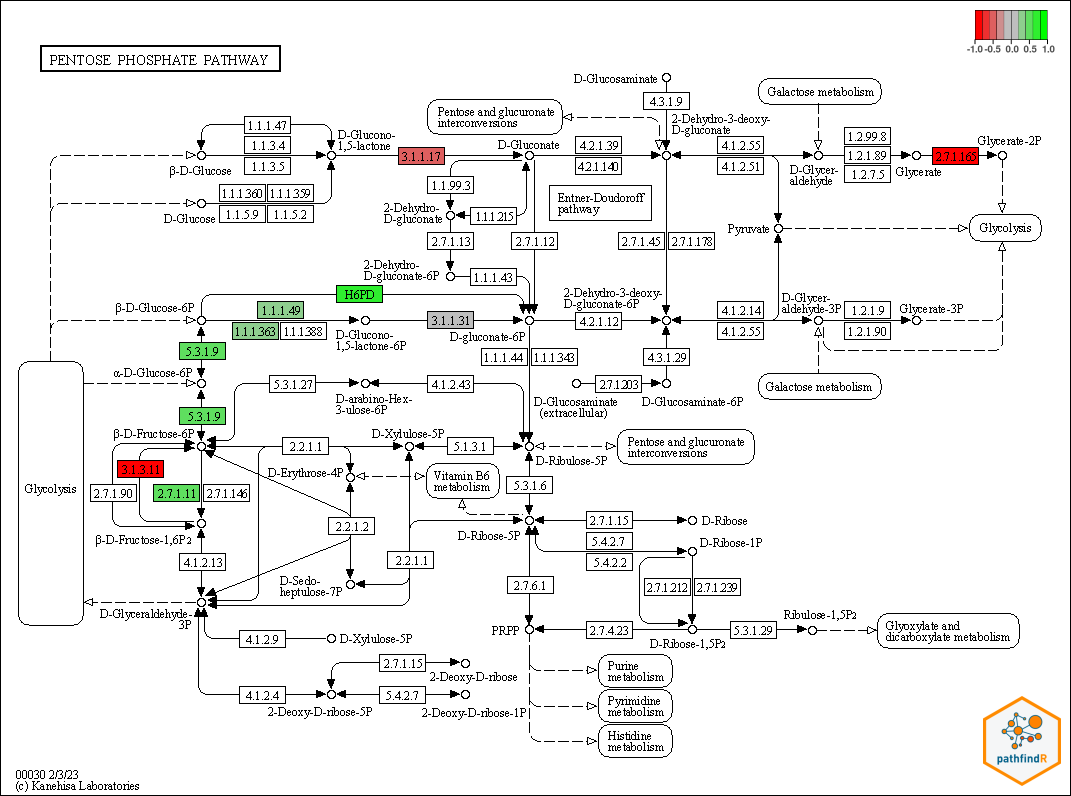 -1.0 -0.5 0.0 0.5 1.0
PENTOSE PHOSPHATE PATHWAY
D-Glucosaminate
4.3.1.9
Galactose metabolism
Pentose and glucuronate
interconversions
2-Dehydro-3-deoxy-
D-gluconate
1.1.1.47
1.1.3.4
1.1.3.5
D-Glucono-
1,5-lactone
3.1.1.17
D-Gluconate
4.2.1.39
4.2.1.140
4.1.2.55
4.1.2.51
D-Glycer-
aldehyde
1.2.99.8
1.2.1.89
1.2.7.5
Glycerate
2.7.1.165
Glycerate-2P
β-D-Glucose
1.1.1.360
1.1.1.359
1.1.5.9
1.1.5.2
D-Glucose
1.1.99.3
2-Dehydro-
D-gluconate
1.1.1.215
Entner-Doudoroff
pathway
2.7.1.13
2.7.1.12
2.7.1.45
2.7.1.178
Pyruvate
Glycolysis
2-Dehydro-
D-gluconate-6P
1.1.1.43
H6PD
β-D-Glucose-6P
1.1.1.49
1.1.1.363
1.1.1.388
D-Glucono-
1,5-lactone-6P
3.1.1.31
D-gluconate-6P
2-Dehydro-3-deoxy-
D-gluconate-6P
4.2.1.12
4.1.2.14
4.1.2.55
D-Glycer-
aldehyde-3P
1.2.1.9
1.2.1.90
Glycerate-3P
5.3.1.9
1.1.1.44
1.1.1.343
4.3.1.29
α-D-Glucose-6P
5.3.1.27
D-arabino-Hex-
3-ulose-6P
4.1.2.43
D-Glucosaminate
(extracellular)
2.7.1.203
D-Glucosaminate-6P
Galactose metabolism
5.3.1.9
β-D-Fructose-6P
2.2.1.1
D-Xylulose-5P
5.1.3.1
D-Ribulose-5P
Pentose and glucuronate
interconversions
3.1.3.11
D-Erythrose-4P
Vitamin B6
metabolism
5.3.1.6
Glycolysis
2.7.1.90
2.7.1.11
2.7.1.146
2.2.1.2
D-Ribose-5P
2.7.1.15
D-Ribose
β-D-Fructose-1,6P2
5.4.2.7
5.4.2.2
D-Ribose-1P
4.1.2.13
2.2.1.1
D-Sedo-
heptulose-7P
2.7.6.1
2.7.1.212
2.7.1.239
D-Glyceraldehyde-
3P
4.1.2.9
D-Xylulose-5P
PRPP
2.7.4.23
D-Ribose-1,5P2
5.3.1.29
Ribulose-1,5P2
Glyoxylate and
dicarboxylate metabolism
2.7.1.15
2-Deoxy-D-ribose
4.1.2.4
2-Deoxy-D-ribose-5P
5.4.2.7
2-Deoxy-D-ribose-1P
Purine
metabolism
Pyrimidine
metabolism
Histidine
metabolism
pathfindR
00030 2/3/23
(c) Kanehisa Laboratories